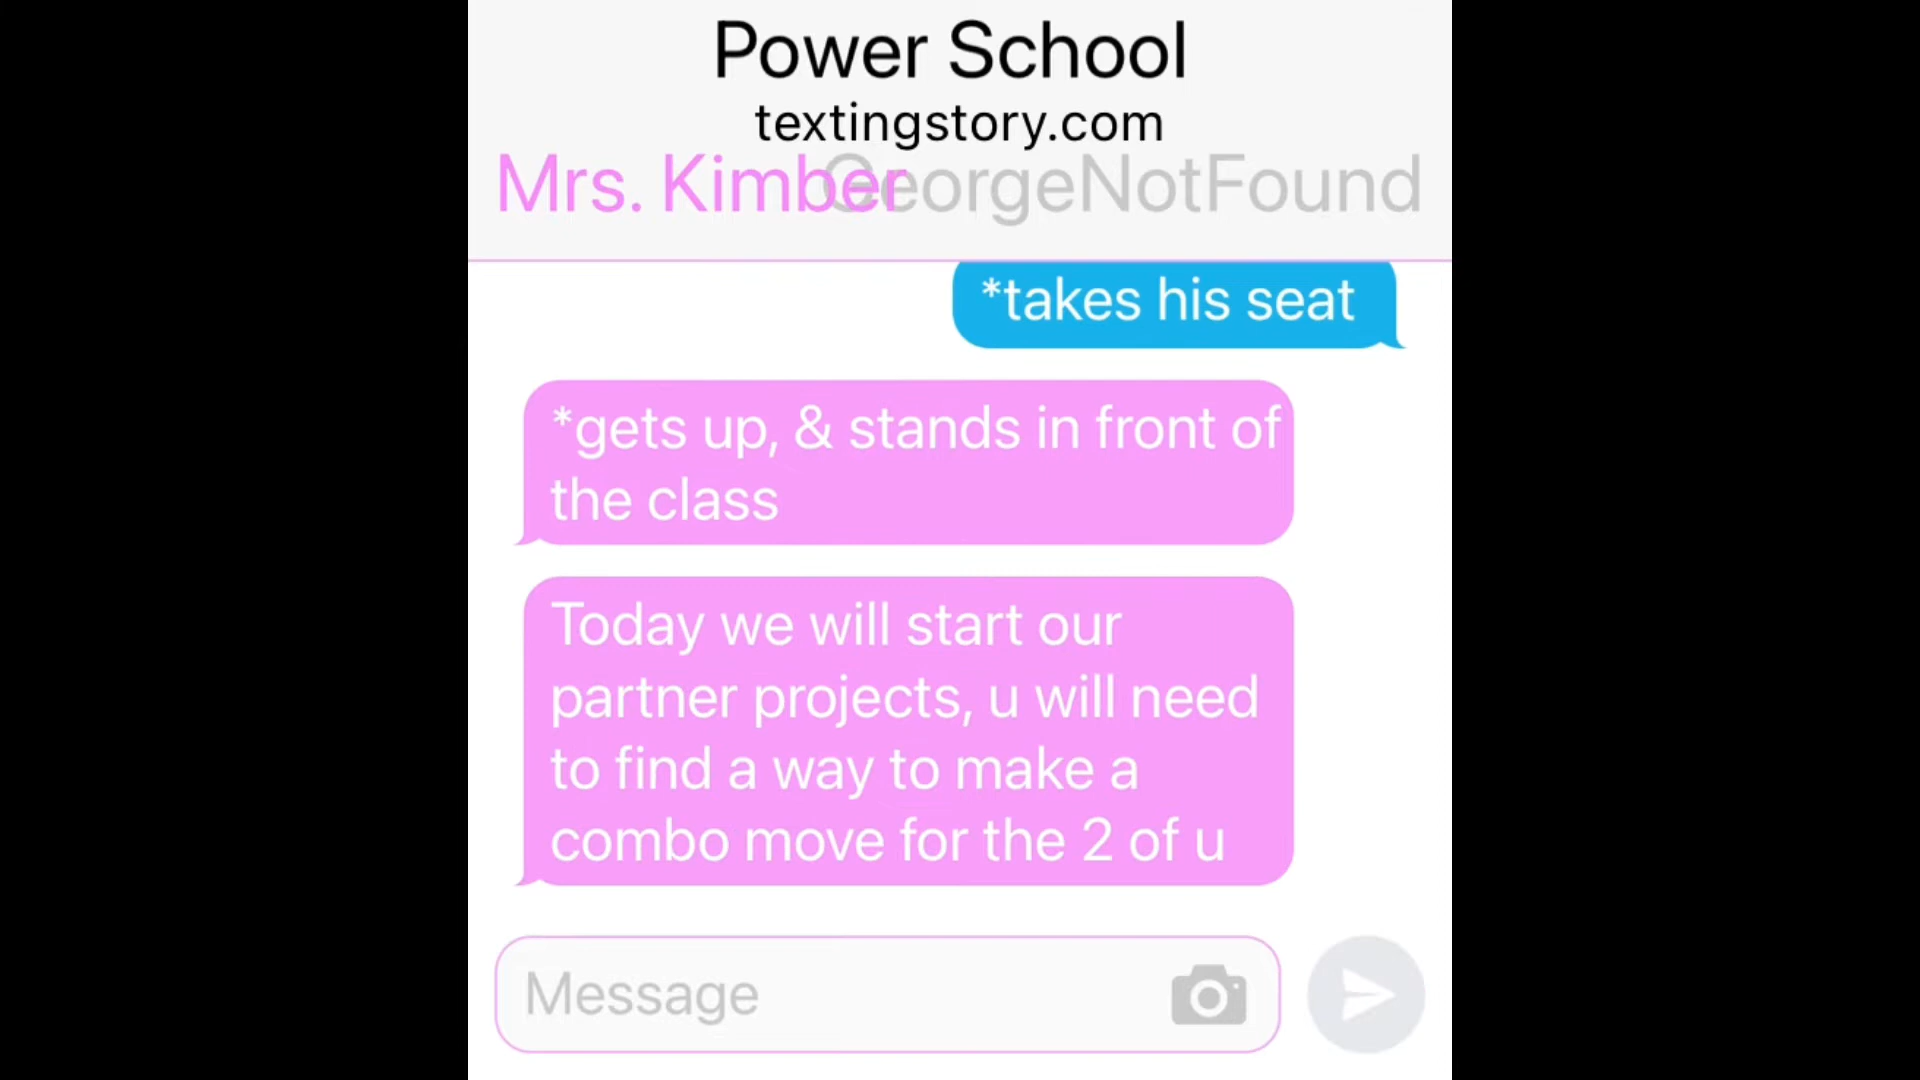 Power School
textingstory.com
Mrs. Kimber GeorgeNotFound
*takes his seat
*gets up, & stands in front of
the class
Today we will start our
partner projects, u will need
to find a way to make a
combo move for the 2 of u
Message